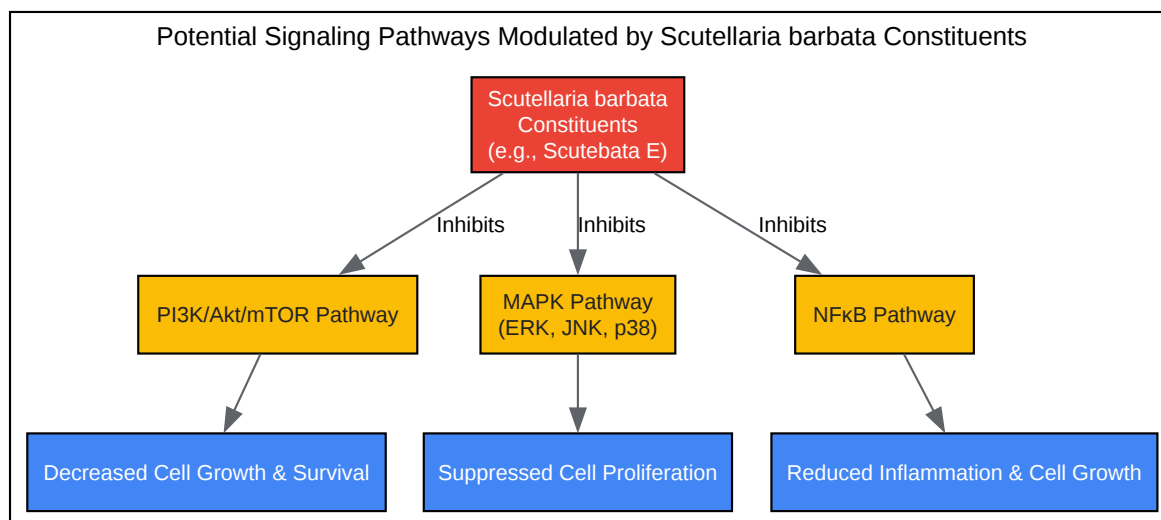 Potential Signaling Pathways Modulated by Scutellaria barbata Constituents
Scutellaria barbata
Constituents
(e.g., Scutebata E)
Inhibits
Inhibits
Inhibits
PI3K/Akt/mTOR Pathway
MAPK Pathway
(ERK, JNK, p38)
NFκB Pathway
Decreased Cell Growth & Survival
Suppressed Cell Proliferation
Reduced Inflammation & Cell Growth